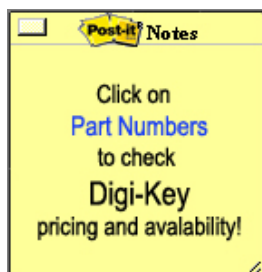 Post-it® Notes
Click on
Part Numbers
to check
Digi-Key
pricing and avalability!